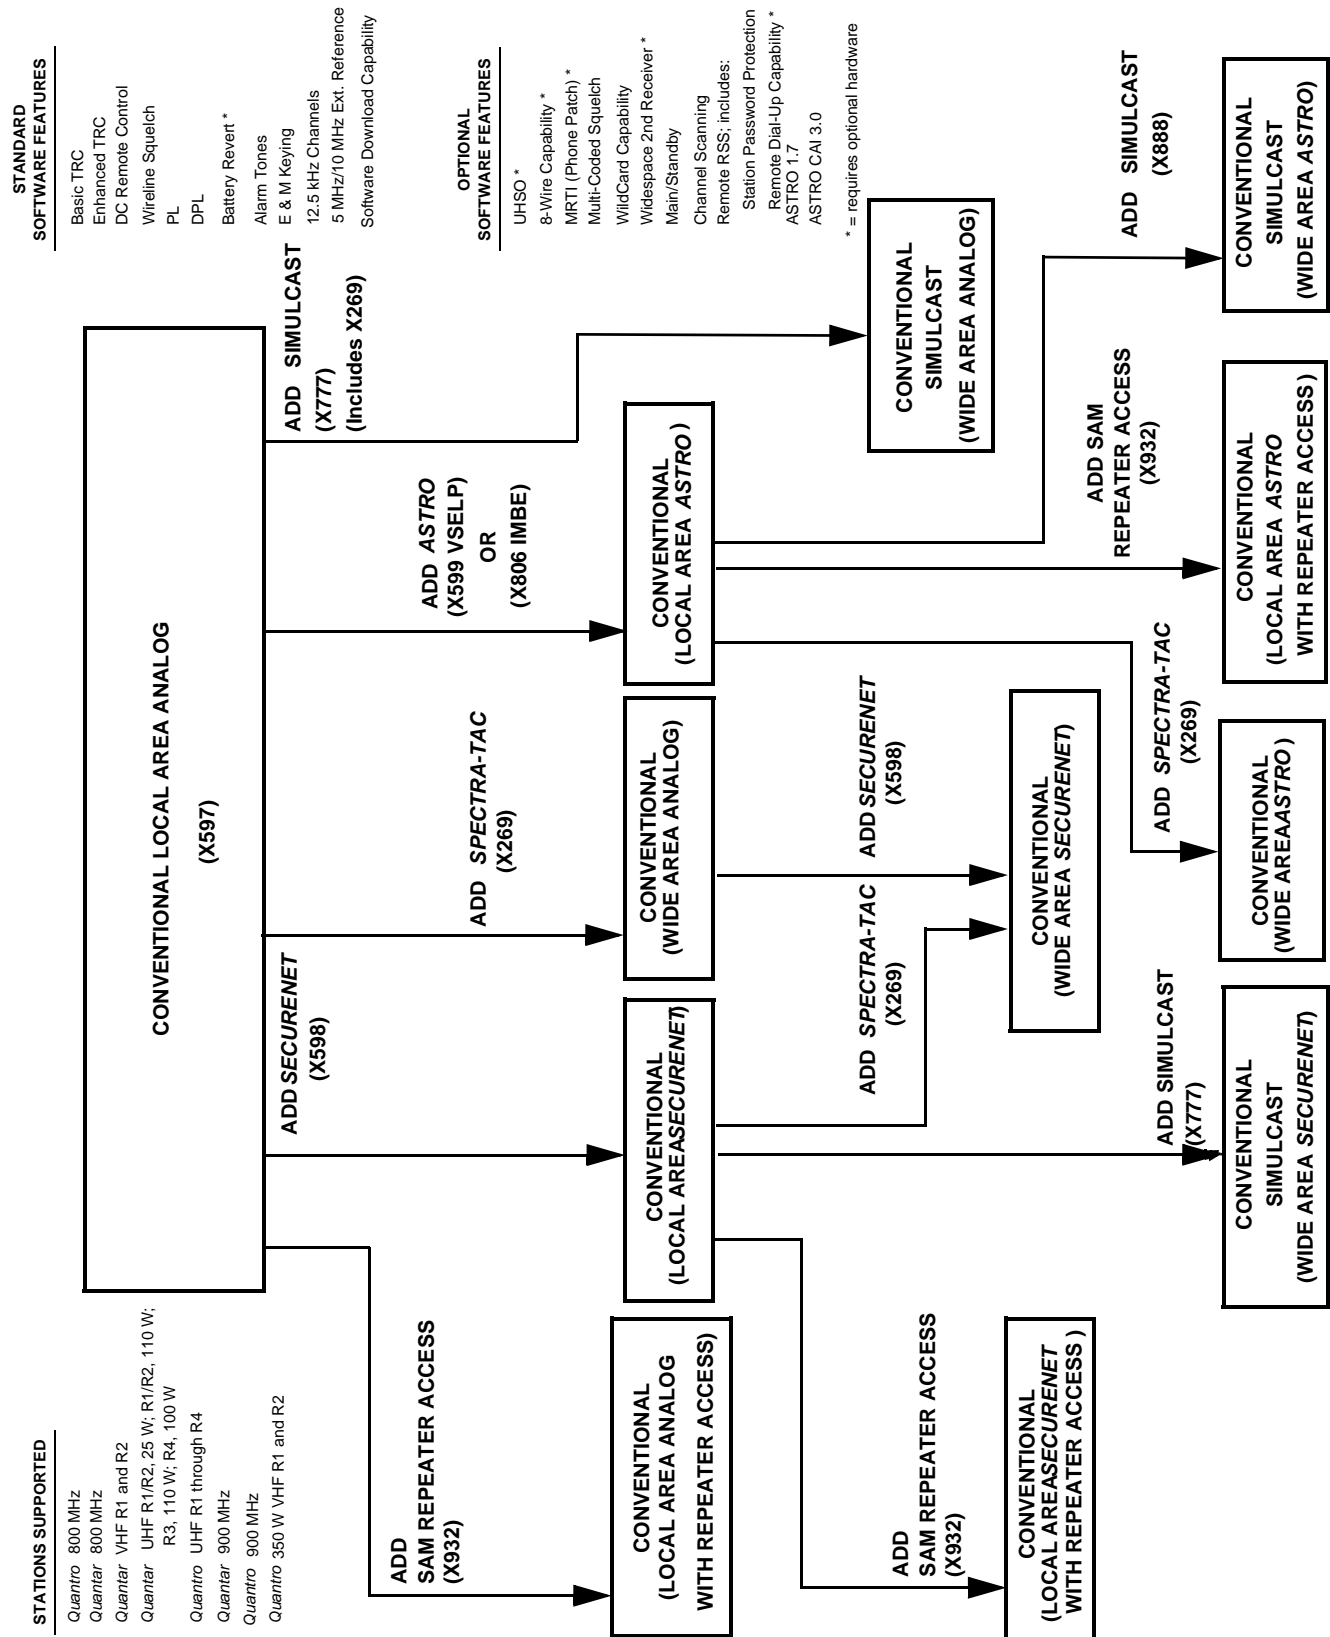 STATIONS SUPPORTED
Quantro 800 MHz
Quantar 800 MHz
Quantar VHF R1 and R2
Quantar UHF R1/R2, 25 W; R1/R2, 110 W;
R3, 110 W; R4, 100 W
Quantro UHF R1 through R4
Quantar 900 MHz
Quantro 900 MHz
Quantro 350 W VHF R1 and R2
CONVENTIONAL LOCAL AREA ANALOG
(X597)
STANDARD
SOFTWARE FEATURES
Basic TRC
Enhanced TRC
DC Remote Control
Wireline Squelch
PL
DPL
Battery Revert *
Alarm Tones
E & M Keying
12.5 kHz Channels
5 MHz/10 MHz Ext. Reference
Software Download Capability
OPTIONAL
SOFTWARE FEATURES
UHSO *
8-Wire Capability *
MRTI (Phone Patch) *
Multi-Coded Squelch
WildCard Capability
Widespace 2nd Receiver *
Main/Standby
Channel Scanning
Remote RSS; includes:
Station Password Protection
Remote Dial-Up Capability *
ASTRO 1.7
ASTRO CAI 3.0
* = requires optional hardware
ADD
SAM REPEATER ACCESS
(X932)
ADD SECURENET
(X598)
ADD SPECTRA-TAC
(X269)
ADD ASTRO
(X599 VSELP)
OR
(X806 IMBE)
ADD SIMULCAST
(X777)
(Includes X269)
CONVENTIONAL
(LOCAL AREA ANALOG
WITH REPEATER ACCESS)
CONVENTIONAL
(LOCAL AREASECURENET)
CONVENTIONAL
(WIDE AREA ANALOG)
CONVENTIONAL
(LOCAL AREA ASTRO)
CONVENTIONAL
SIMULCAST
(WIDE AREA ANALOG)
ADD
SAM REPEATER ACCESS
(X932)
ADD SPECTRA-TAC
(X269)
ADD SECURENET
(X598)
CONVENTIONAL
(LOCAL AREASECURENET
WITH REPEATER ACCESS )
CONVENTIONAL
(WIDE AREA SECURENET)
ADD SIMULCAST
(X777)
ADD SPECTRA-TAC
(X269)
ADD SAM
REPEATER ACCESS
(X932)
ADD SIMULCAST
(X888)
CONVENTIONAL
SIMULCAST
(WIDE AREA SECURENET)
CONVENTIONAL
(WIDE AREAASTRO)
CONVENTIONAL
(LOCAL AREA ASTRO
WITH REPEATER ACCESS)
CONVENTIONAL
SIMULCAST
(WIDE AREA ASTRO)